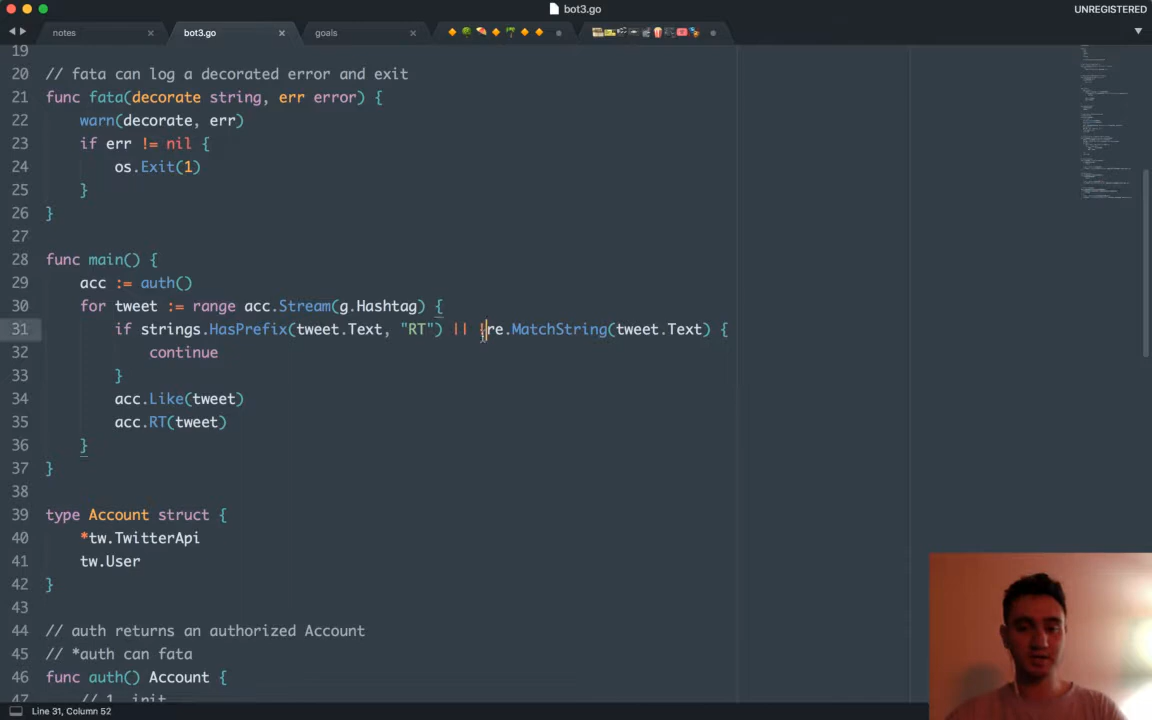 bot3.go
UNREGISTERED
notes
bot3.go
goals
19
20 // fata can log a decorated error and exit
21 func fata(decorate string, err error) {
22 warn(decorate, err)
23 if err != nil {
24 os.Exit(1)
25 }
26 }
27
28 func main() {
29 acc := auth()
30 for tweet := range acc.Stream(g.Hashtag) {
31 if strings.HasPrefix(tweet.Text, "RT") || !re.MatchString(tweet.Text) {
32 continue
33 }
34 acc.Like(tweet)
35 acc.RT(tweet)
36 }
37 }
38
39 type Account struct {
40 *tw.TwitterApi
41 tw.User
42 }
43
44 // auth returns an authorized Account
45 // *auth can fata
46 func auth() Account {
47 // 1. init
Line 31, Column 52